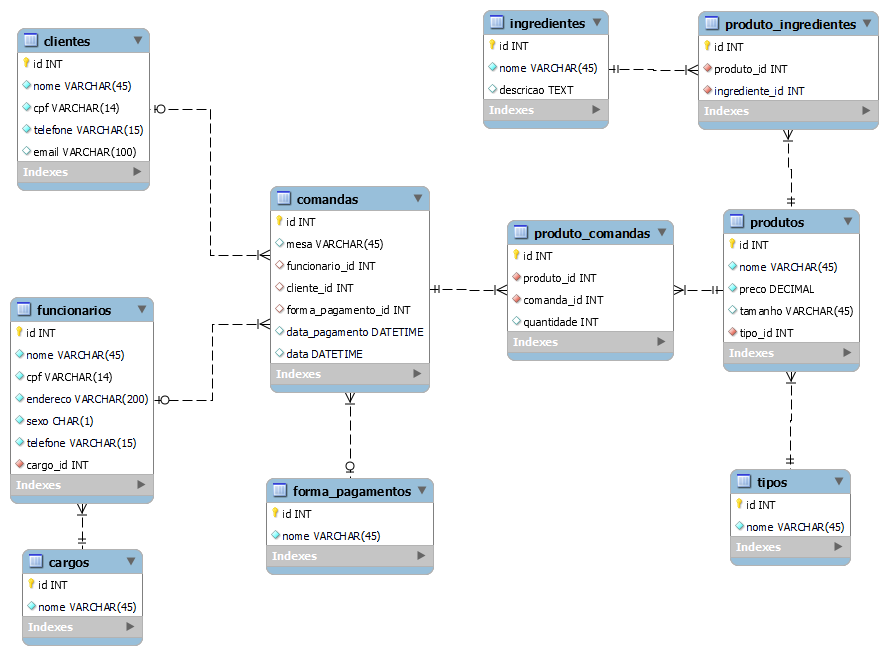 clientes
id INT
nome VARCHAR(45)
cpf VARCHAR(14)
telefone VARCHAR(15)
email VARCHAR(100)
Indexes
ingredientes
id INT
nome VARCHAR(45)
descricao TEXT
Indexes
produto_ingredientes
id INT
produto_id INT
ingrediente_id INT
Indexes
comandas
id INT
mesa VARCHAR(45)
funcionario_id INT
cliente_id INT
forma_pagamento_id INT
data_pagamento DATETIME
data DATETIME
Indexes
produto_comandas
id INT
produto_id INT
comanda_id INT
quantidade INT
Indexes
produtos
id INT
nome VARCHAR(45)
preco DECIMAL
tamanho VARCHAR(45)
tipo_id INT
Indexes
funcionarios
id INT
nome VARCHAR(45)
cpf VARCHAR(14)
endereco VARCHAR(200)
sexo CHAR(1)
telefone VARCHAR(15)
cargo_id INT
Indexes
forma_pagamentos
id INT
nome VARCHAR(45)
Indexes
tipos
id INT
nome VARCHAR(45)
Indexes
cargos
id INT
nome VARCHAR(45)
Indexes